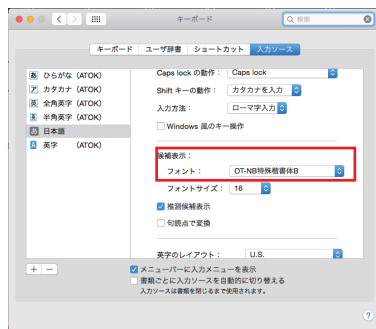 キーボード
検索
キーボード ユーザ辞書 ショートカット 入力ソース
あ ひらがな (ATOK)
ア カタカナ (ATOK)
英 全角英字 (ATOK)
半角英字 (ATOK)
あ 日本語
A 英字 (ATOK)
Caps lock の動作： Caps lock
Shift キーの動作： カタカナを入力
入力方法： ローマ字入力
Windows 風のキー操作
候補表示：
フォント： OT-NB特殊楷書体B
フォントサイズ： 16
推測候補表示
句読点で変換
英字のレイアウト： U.S.
+ −
メニューバーに入力メニューを表示
書類ごとに入力ソースを自動的に切り替える
入力ソースは書類を閉じるまで使用されます。
?